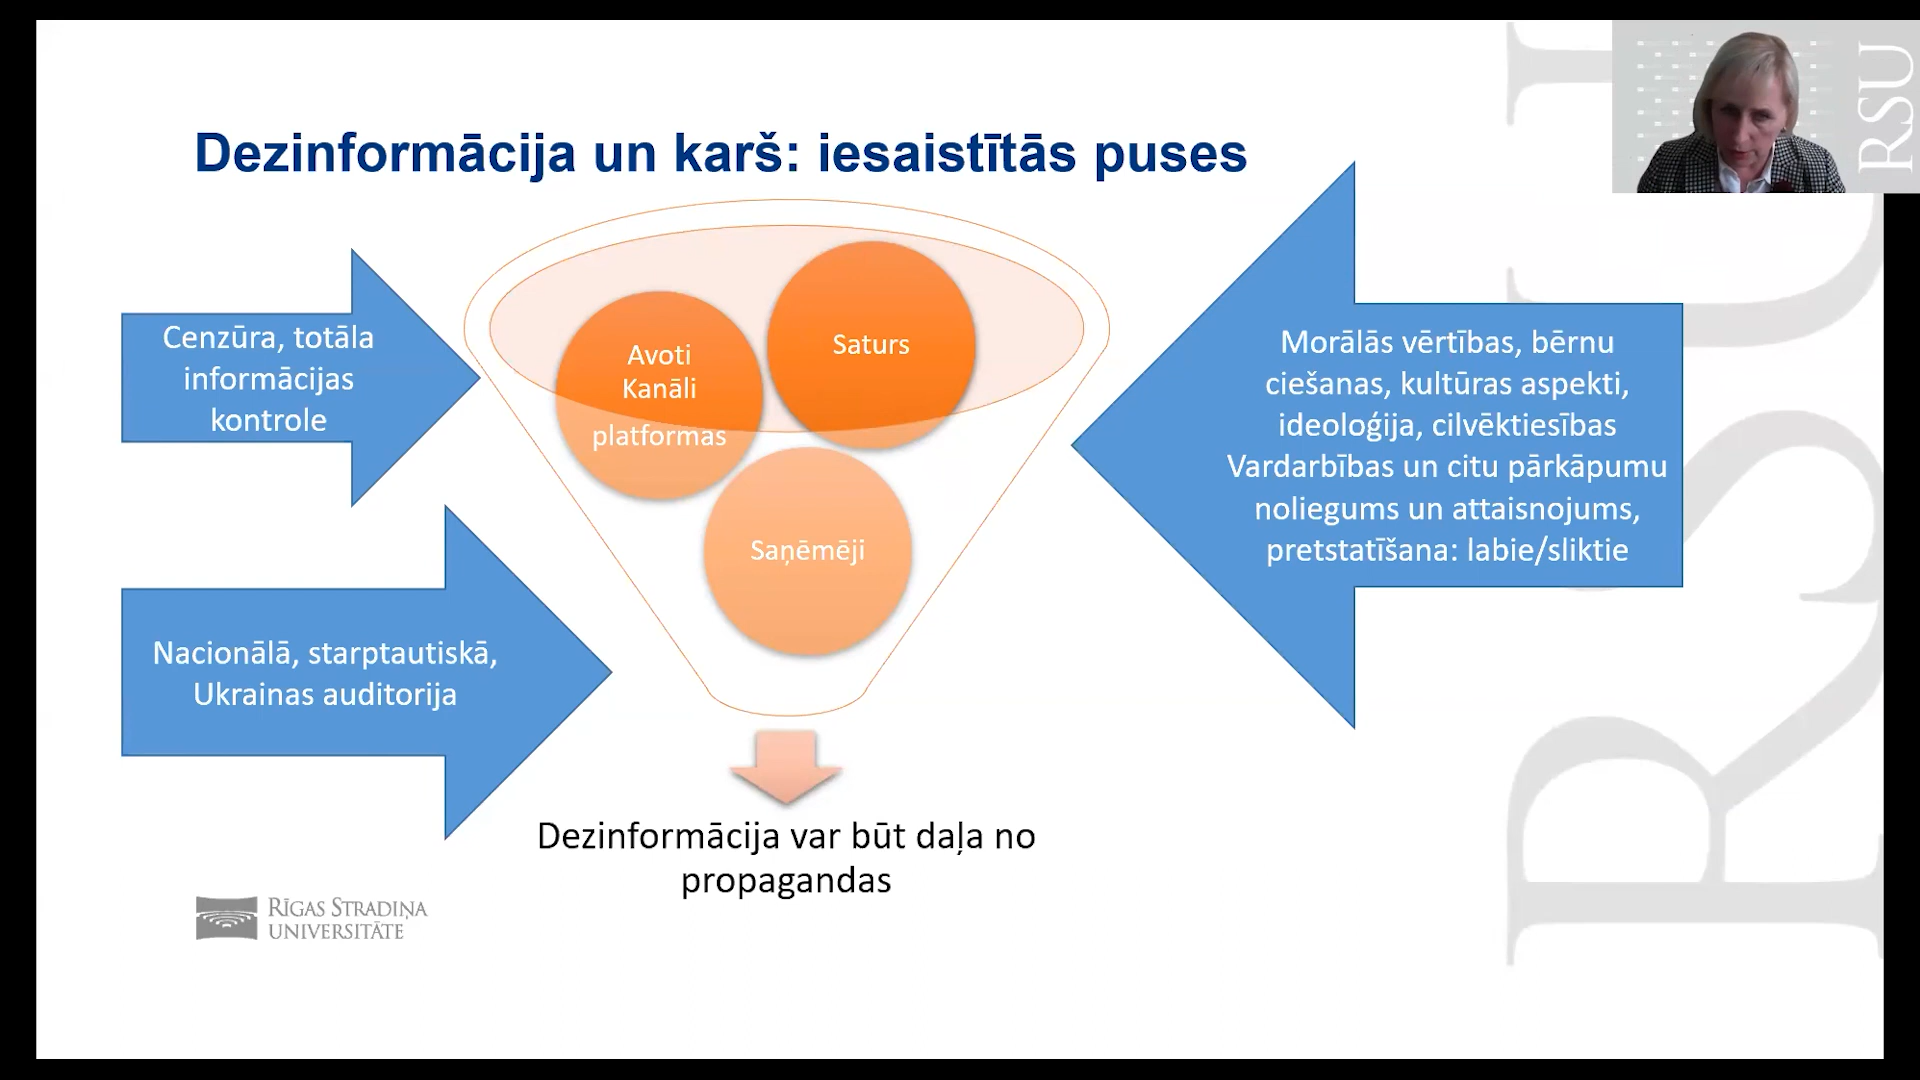 Dezinformācija un karš: iesaistītās puses
RSU
Cenzūra, totāla
informācijas
kontrole
Avoti
Kanāli
platformas
Saturs
Saņēmēji
Morālās vērtības, bērnu
ciešanas, kultūras aspekti,
ideoloģija, cilvēktiesības
Vardarbības un citu pārkāpumu
noliegums un attaisnojums,
pretstatīšana: labie/sliktie
Nacionālā, starptautiskā,
Ukrainas auditorija
Dezinformācija var būt daļa no
propagandas
RĪGAS STRADIŅA
UNIVERSITĀTE
RSU